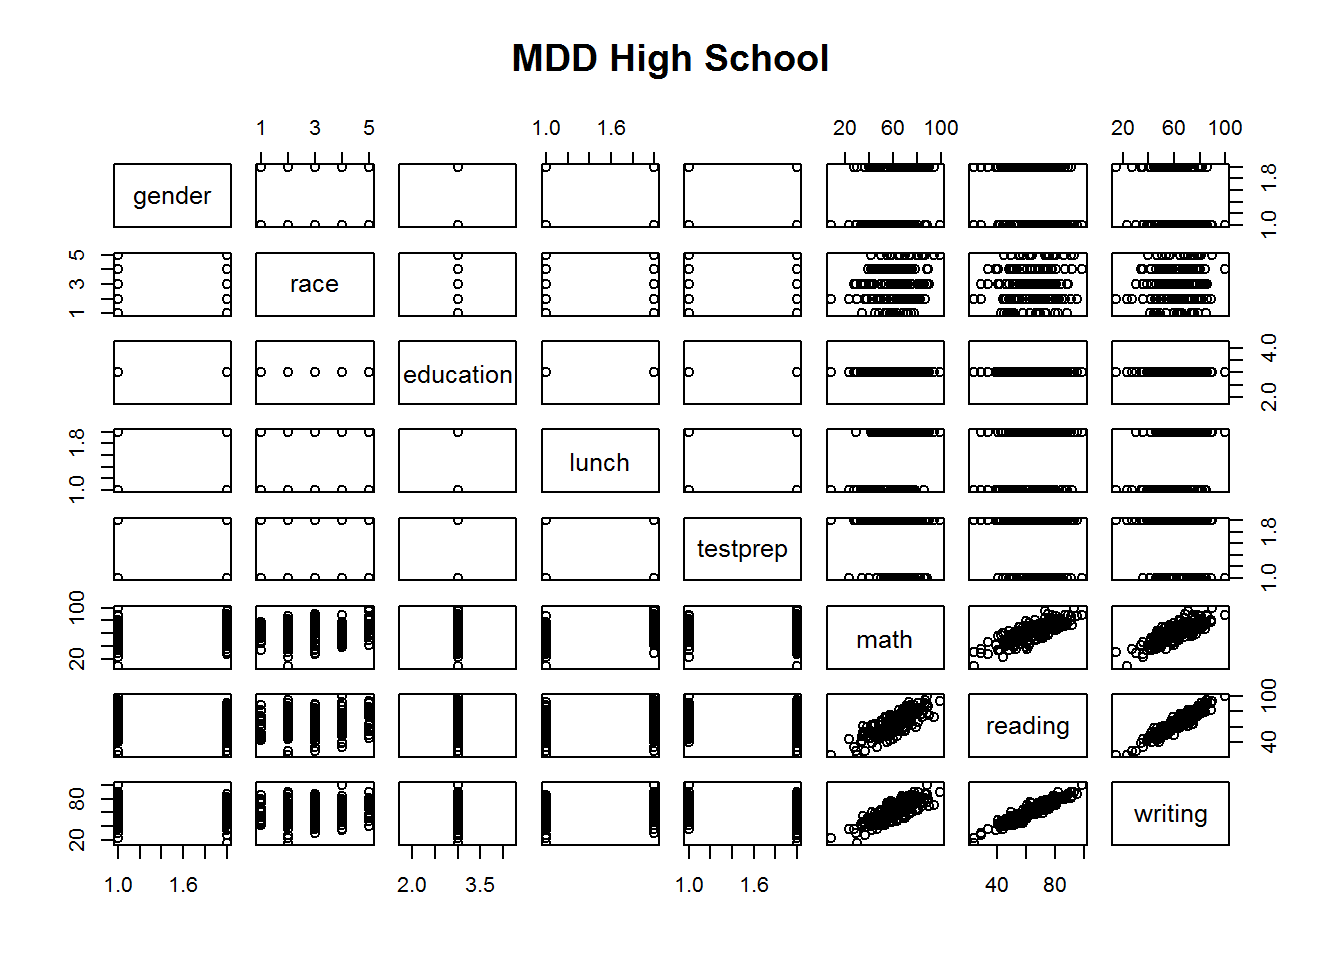 MDD High School
1 3 5 1.0 1.6 20 60 100 20 60 100
gender 1.0 1.8
1 3 5 race
education 2.0 4.0
1.0 1.8 lunch
testprep 1.0 1.8
20 100 math
reading 40 100
20 80 writing
1.0 1.6 2.0 3.5 1.0 1.6 40 80